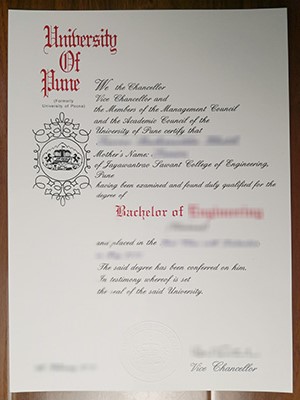 University
Of
Pune
(Formerly
University of Poona)
We the Chancellor
Vice Chancellor and
the Members of the Management Council
and the Academic Council of the
University of Pune certify that
Mother's Name:
of Jayawantrao Sawant College of Engineering,
Pune
having been examined and found duly qualified for the
degree of
Bachelor of Engineering
was placed in the
The said degree has been conferred on him.
In testimony whereof is set
the seal of the said University.
Vice Chancellor